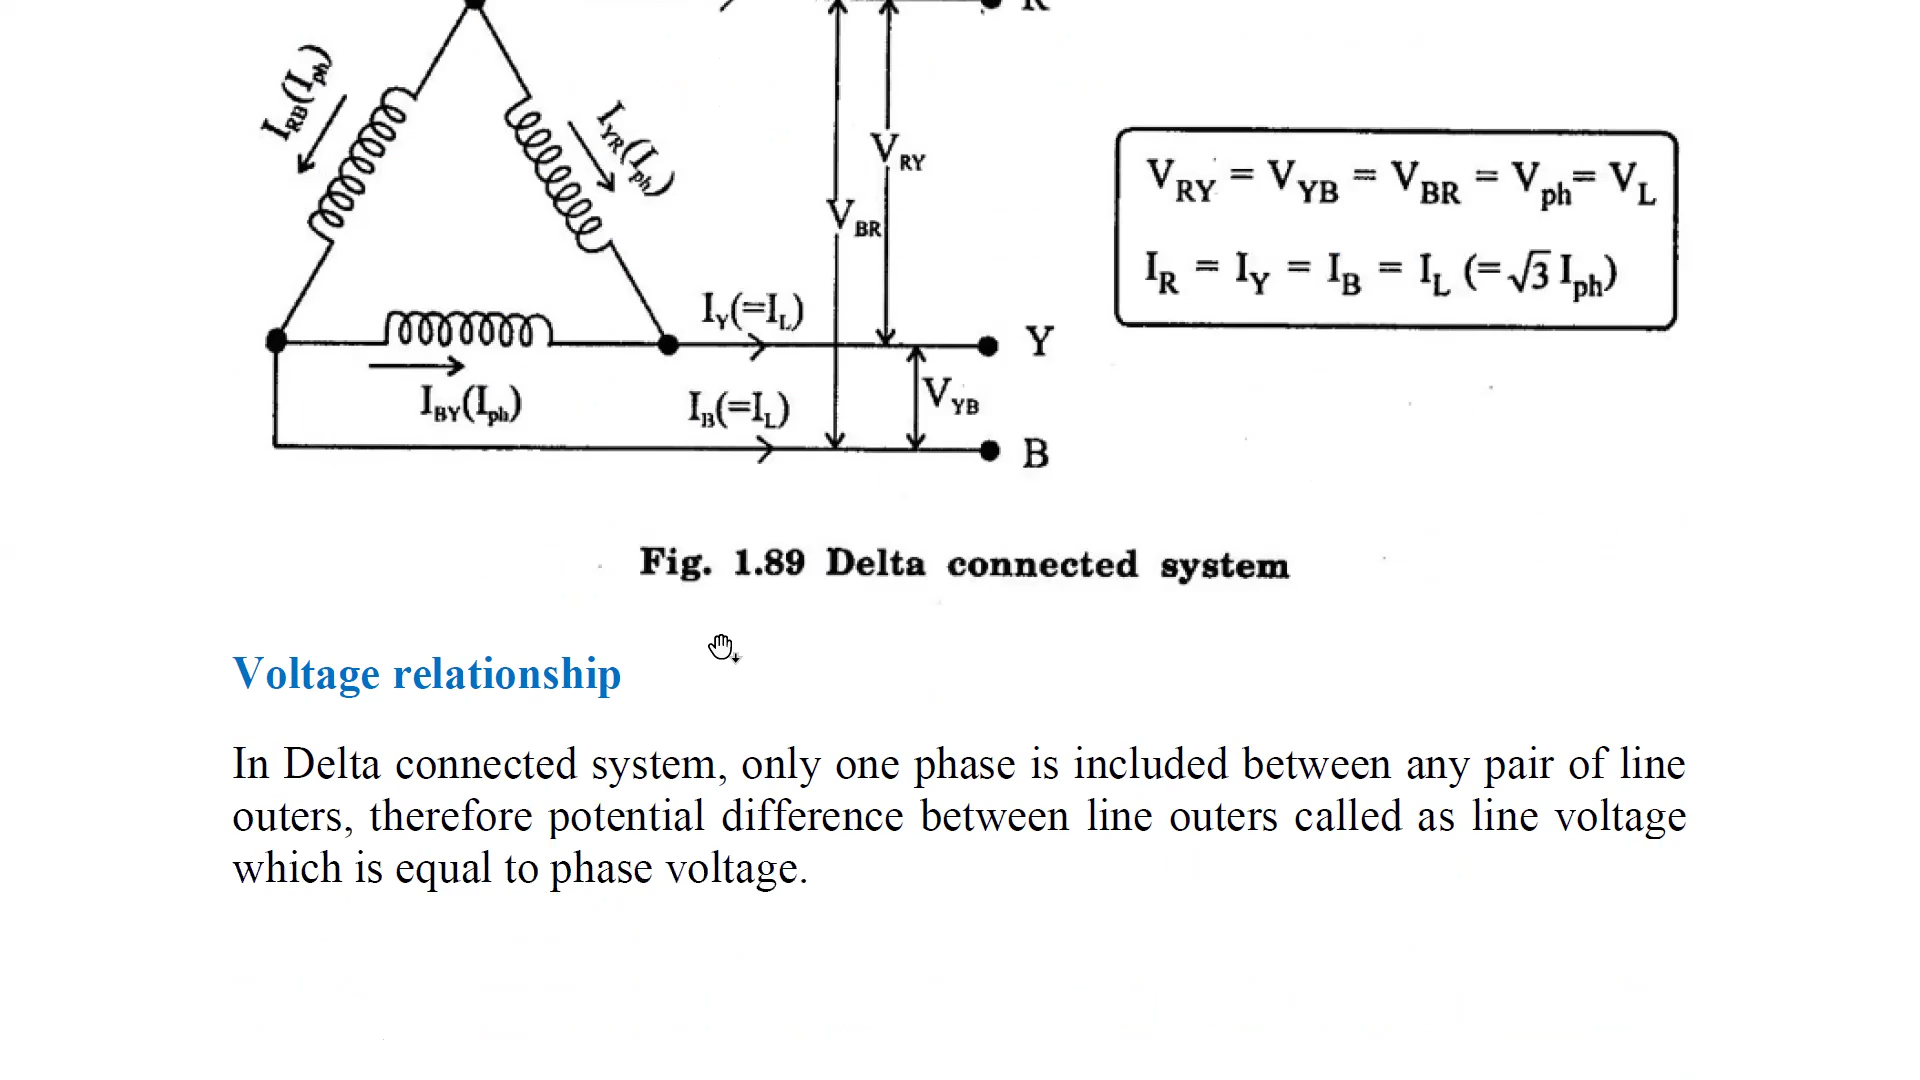 R
I_RB(I_ph)
I_YR(I_ph)
V_RY
V_BR
V_RY = V_YB = V_BR = V_ph = V_L
I_R = I_Y = I_B = I_L (= √3 I_ph)
I_Y(=I_L)
Y
I_BY(I_ph)
I_B(=I_L)
V_YB
B
Fig. 1.89 Delta connected system
Voltage relationship
In Delta connected system, only one phase is included between any pair of line
outers, therefore potential difference between line outers called as line voltage
which is equal to phase voltage.